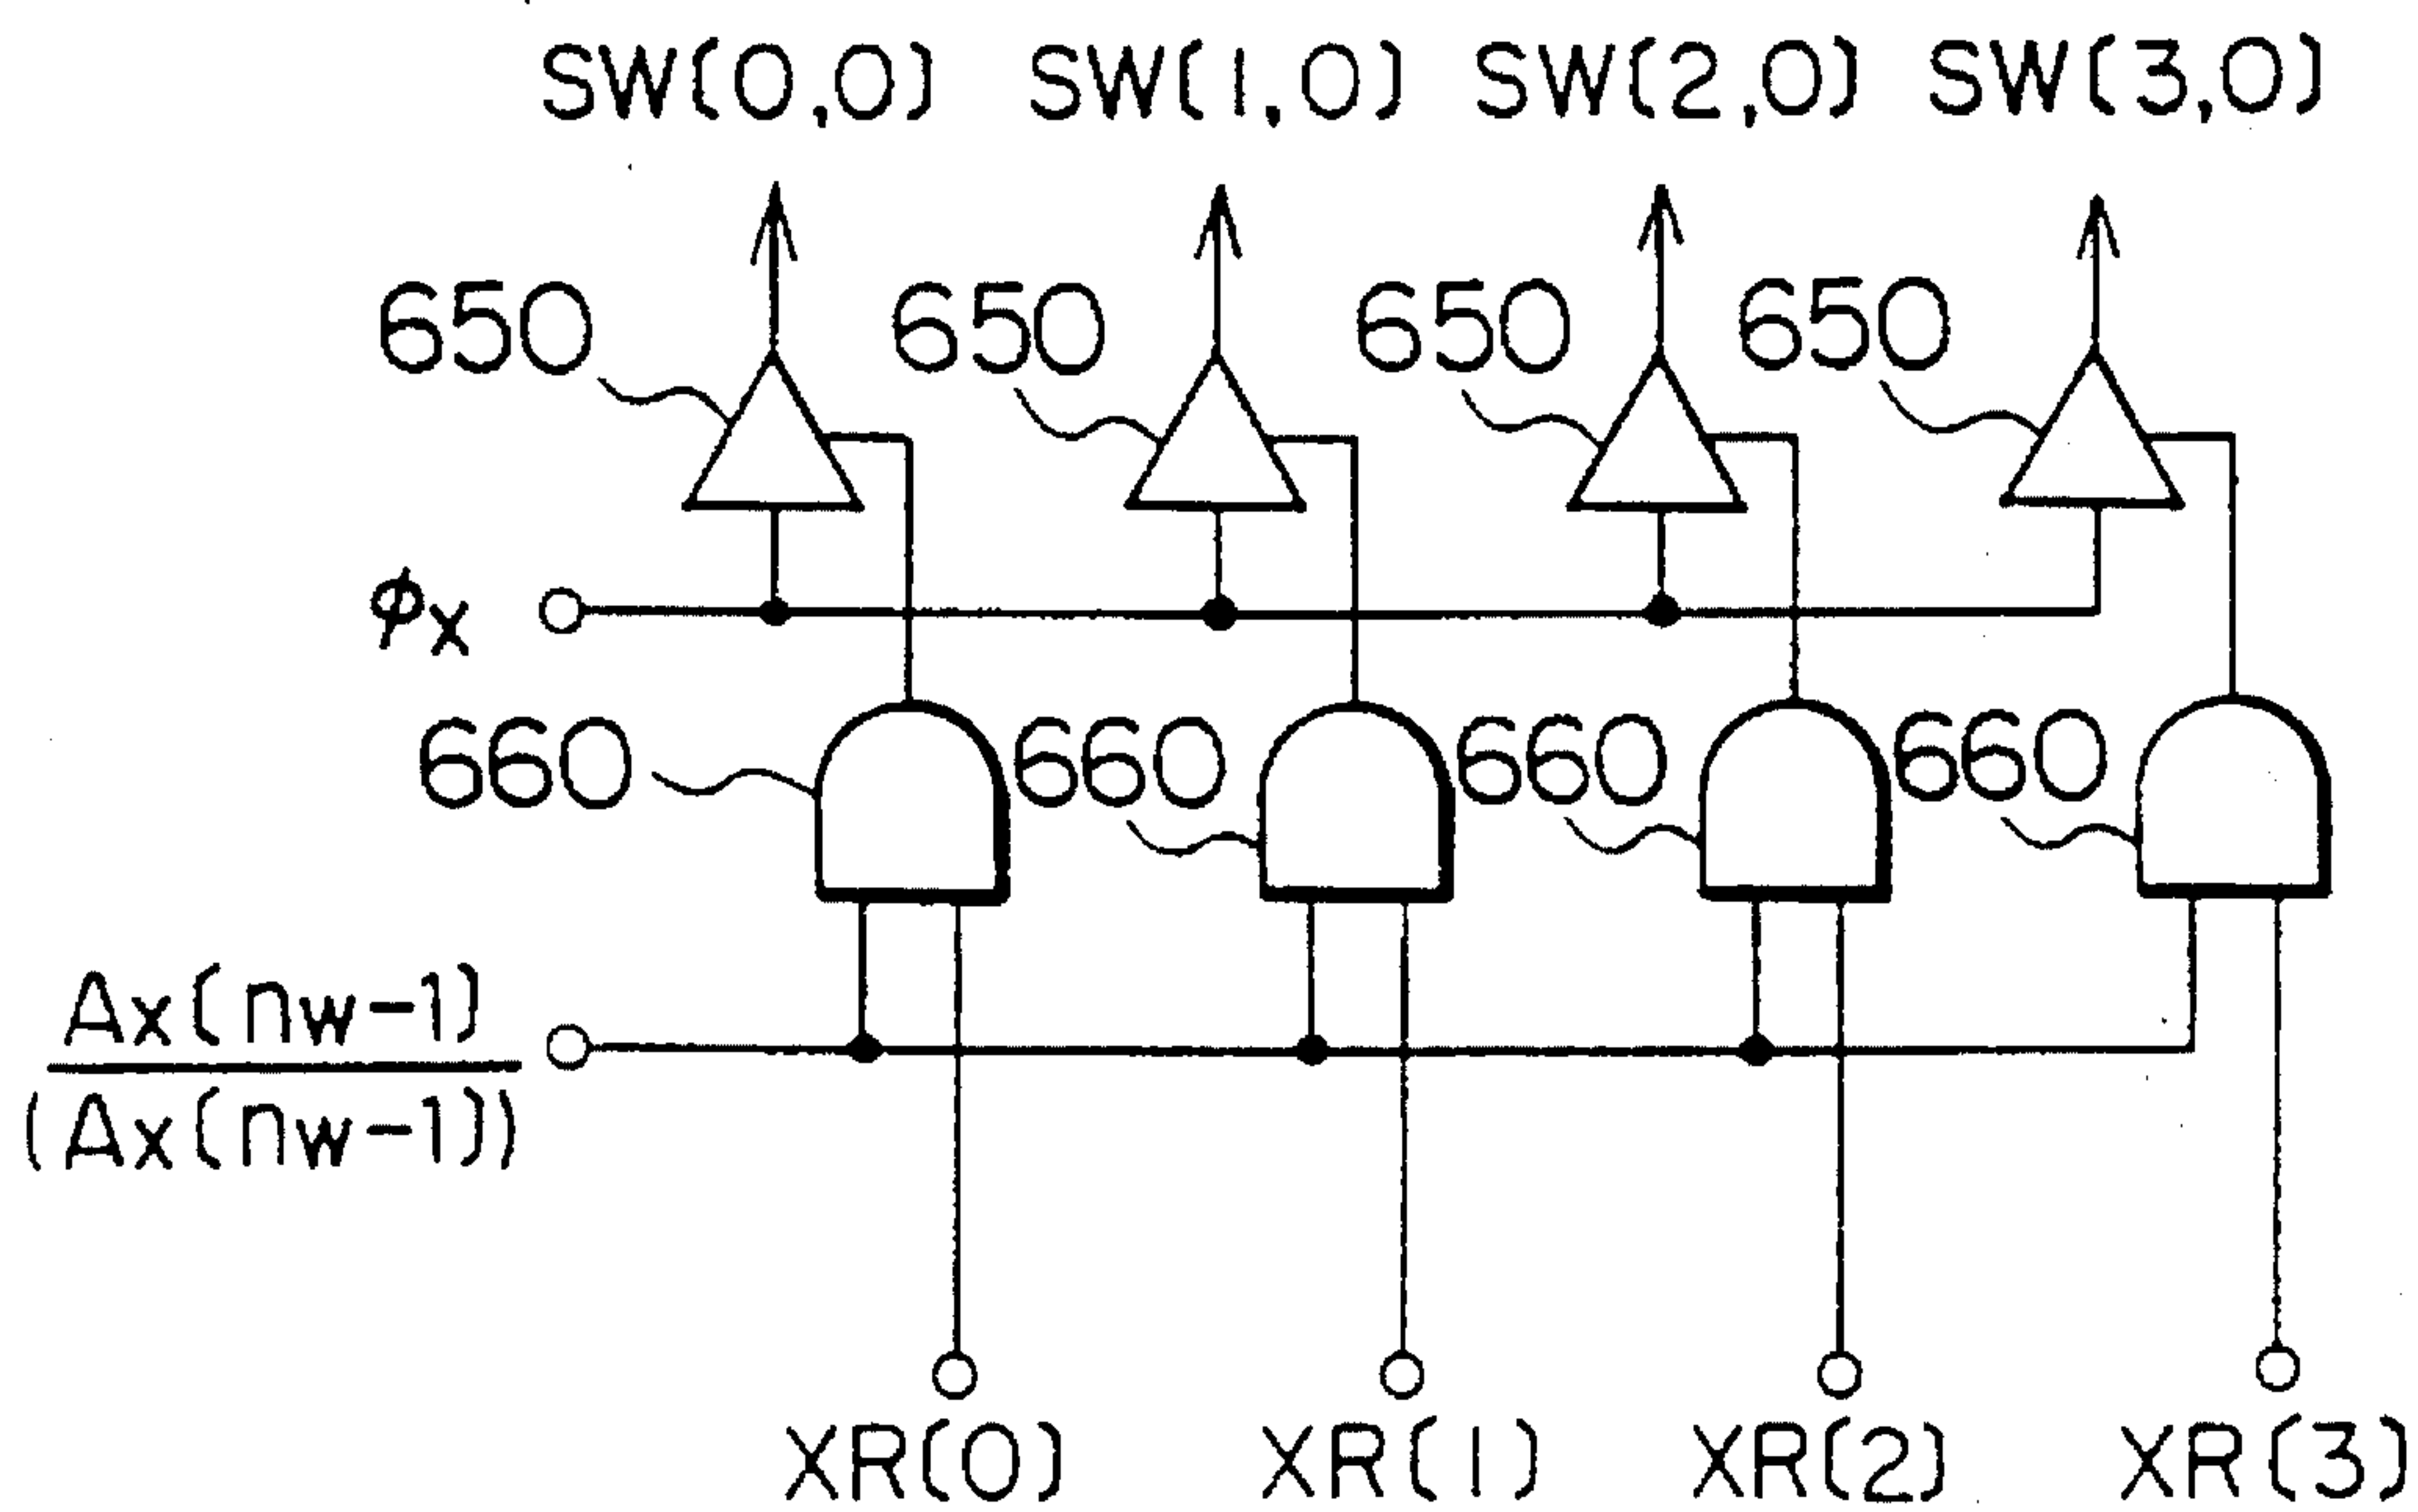 SW(0,0) SW(1,0) SW(2,0) SW(3,0)
650 650 650 650
φx
660 660 660 660
Ax(nw-1)
(Ax(nw-1))
XR(0) XR(1) XR(2) XR(3)